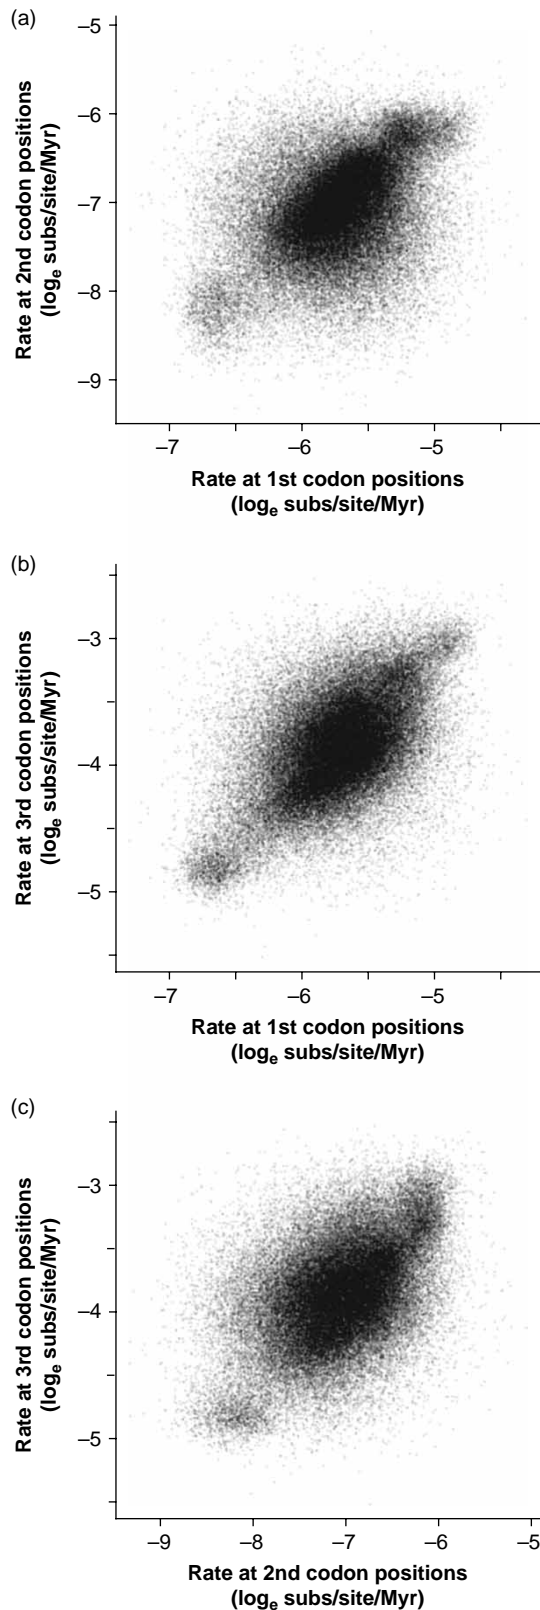 (a)
–5
–6
–7
–8
–9
Rate at 2nd codon positions
(logₑ subs/site/Myr)
–7
–6
–5
Rate at 1st codon positions
(logₑ subs/site/Myr)
(b)
–3
–4
–5
Rate at 3rd codon positions
(logₑ subs/site/Myr)
–7
–6
–5
Rate at 1st codon positions
(logₑ subs/site/Myr)
(c)
–3
–4
–5
Rate at 3rd codon positions
(logₑ subs/site/Myr)
–9
–8
–7
–6
–5
Rate at 2nd codon positions
(logₑ subs/site/Myr)